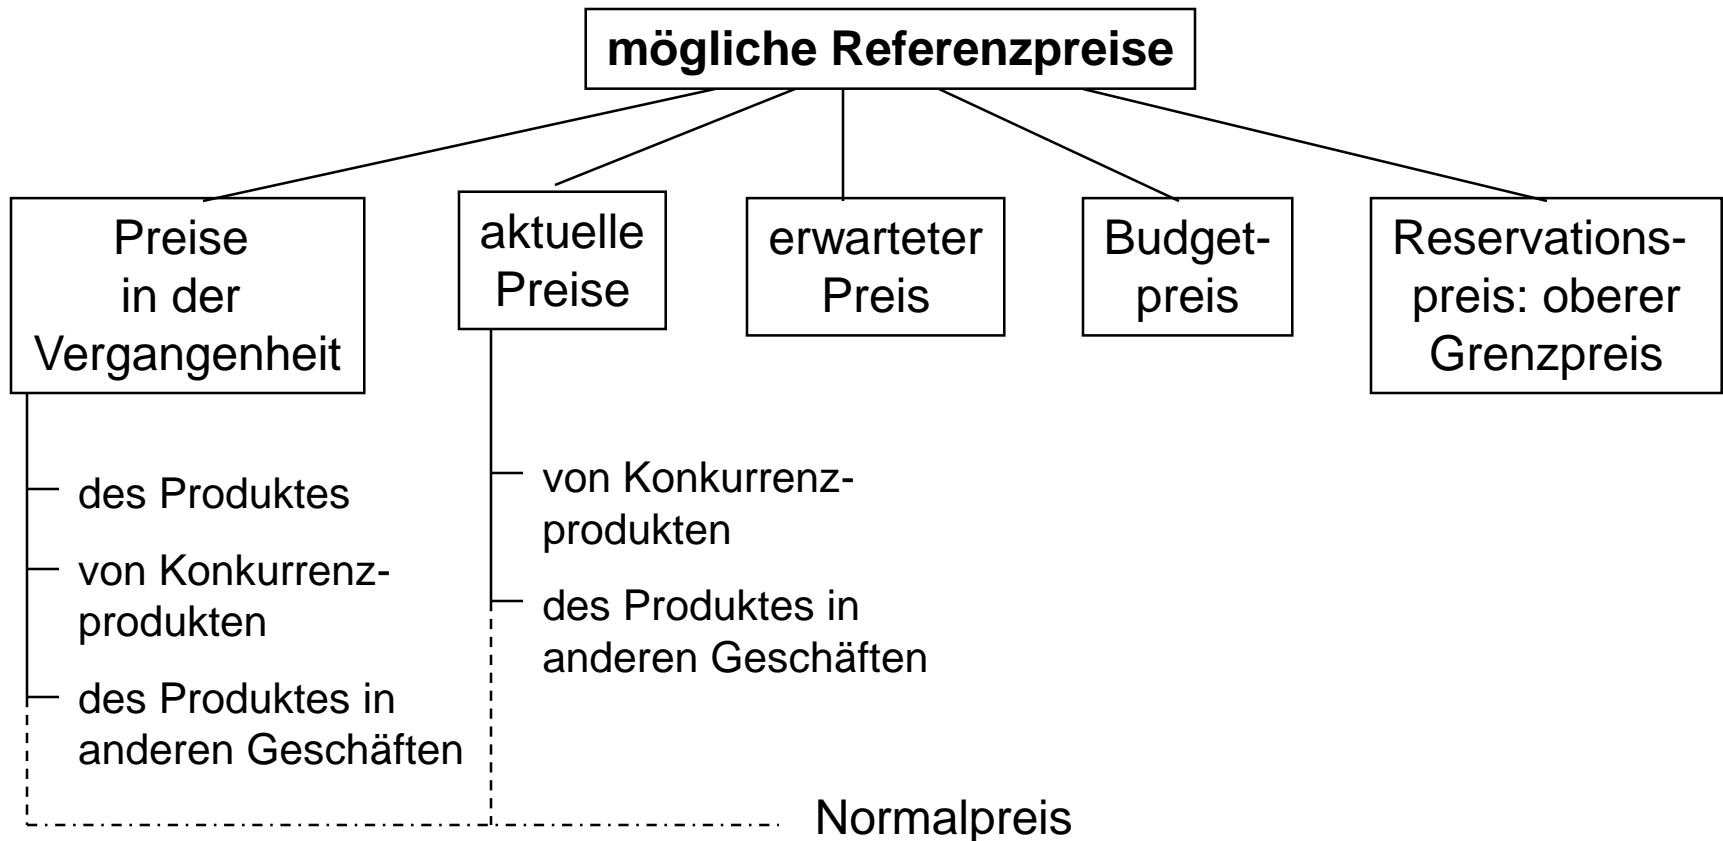 mögliche Referenzpreise
Preise
in der
Vergangenheit
aktuelle
Preise
erwarteter
Preis
Budget-
preis
Reservations-
preis: oberer
Grenzpreis
des Produktes
von Konkurrenz-
produkten
des Produktes in
anderen Geschäften
von Konkurrenz-
produkten
des Produktes in
anderen Geschäften
Normalpreis